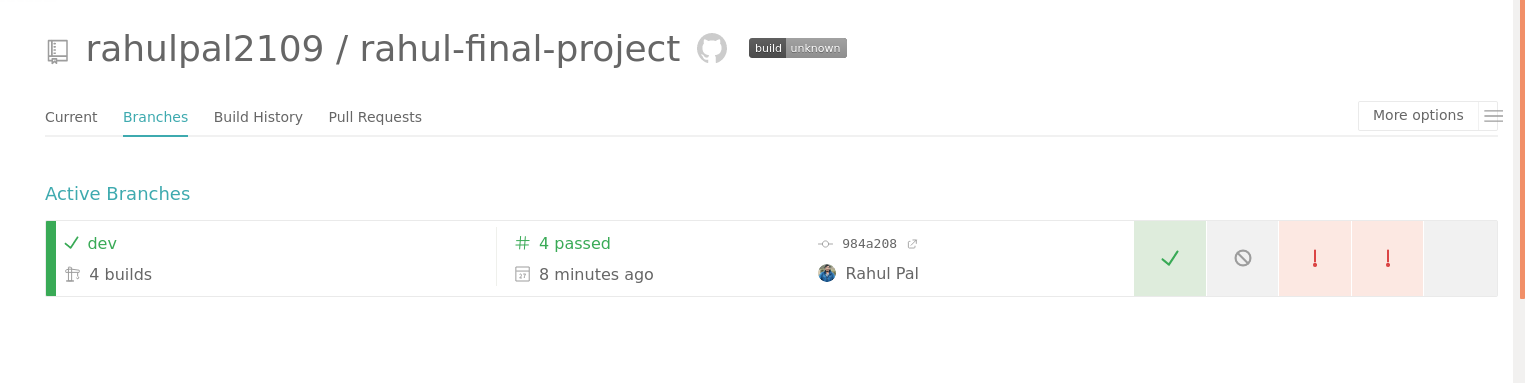 rahulpal2109 / rahul-final-project build unknown
Current Branches Build History Pull Requests More options
Active Branches
dev # 4 passed 984a208
4 builds 27 8 minutes ago Rahul Pal